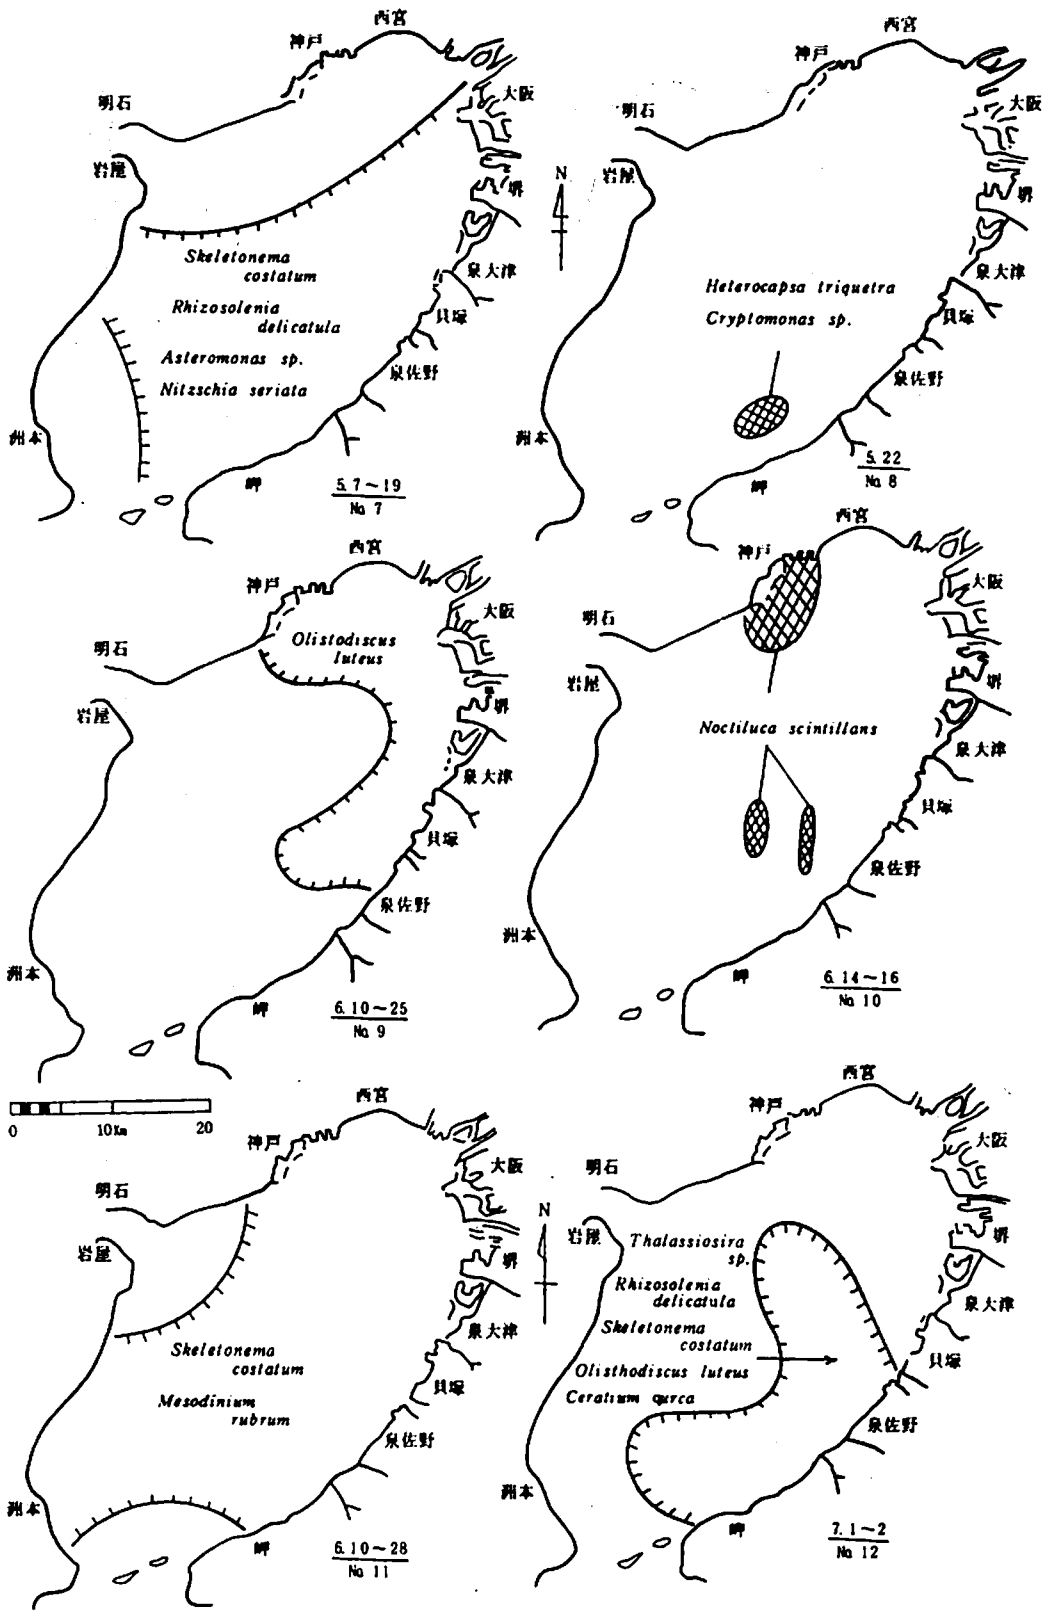 西宮
神戸
明石
大阪
岩屋
堺
泉大津
貝塚
泉佐野
洲本
岬
Skeletonema
costatum
Rhizosolenia
delicatula
Asteromonas sp.
Nitzschia seriata
5.7~19
No 7
N
西宮
神戸
明石
大阪
岩屋
堺
泉大津
貝塚
泉佐野
洲本
岬
Heterocapsa triquetra
Cryptomonas sp.
5.22
No 8
西宮
神戸
明石
大阪
岩屋
堺
泉大津
貝塚
泉佐野
洲本
岬
Olistodiscus
luteus
6.10~25
No 9
西宮
神戸
明石
大阪
岩屋
堺
泉大津
貝塚
泉佐野
洲本
岬
Noctiluca scintillans
6.14~16
No 10
0 10Km 20
西宮
神戸
明石
大阪
岩屋
堺
泉大津
貝塚
泉佐野
洲本
岬
Skeletonema
costatum
Mesodinium
rubrum
6.10~28
No 11
N
西宮
神戸
明石
大阪
岩屋
堺
泉大津
貝塚
泉佐野
洲本
岬
Thalassiosira
sp.
Rhizosolenia
delicatula
Skeletonema
costatum
Olisthodiscus luteus
Ceratium qurca
7.1~2
No 12